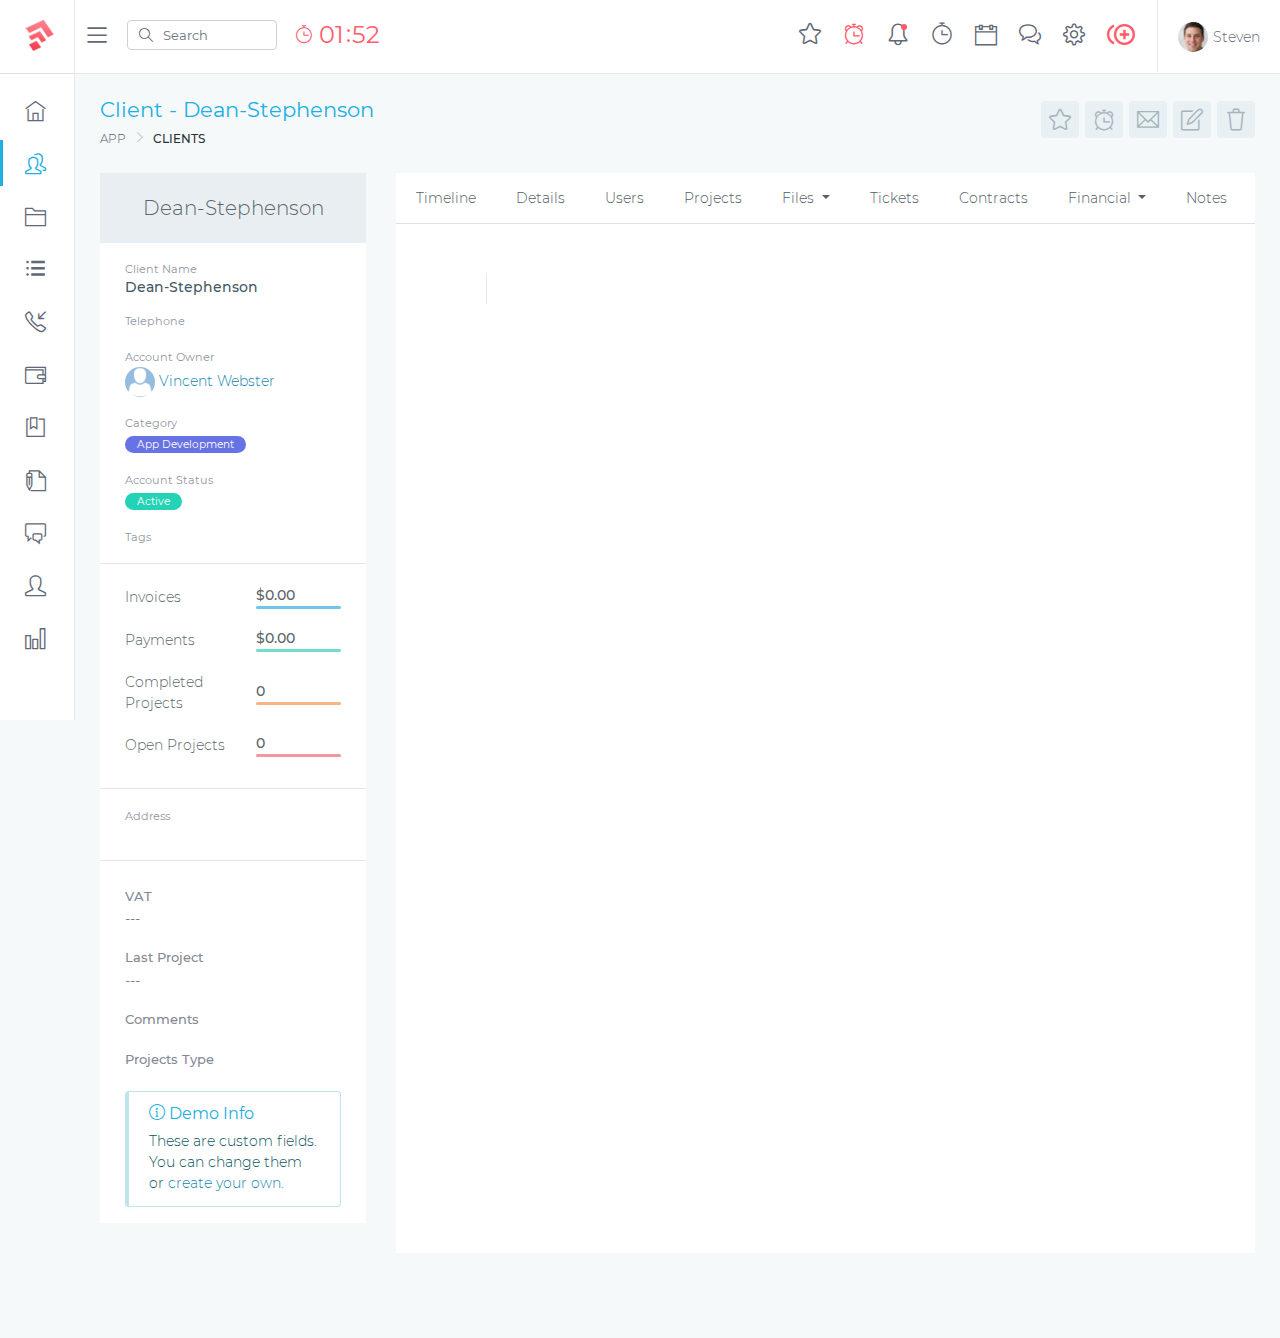 Search
01:52
Steven
Client - Dean-Stephenson
APP
CLIENTS
Dean-Stephenson
Timeline
Details
Users
Projects
Files
Tickets
Contracts
Financial
Notes
Client Name
Dean-Stephenson
Telephone
Account Owner
Vincent Webster
Category
App Development
Account Status
Active
Tags
Invoices
$0.00
Payments
$0.00
Completed
Projects
0
Open Projects
0
Address
VAT
---
Last Project
---
Comments
Projects Type
Demo Info
These are custom fields.
You can change them
or create your own.